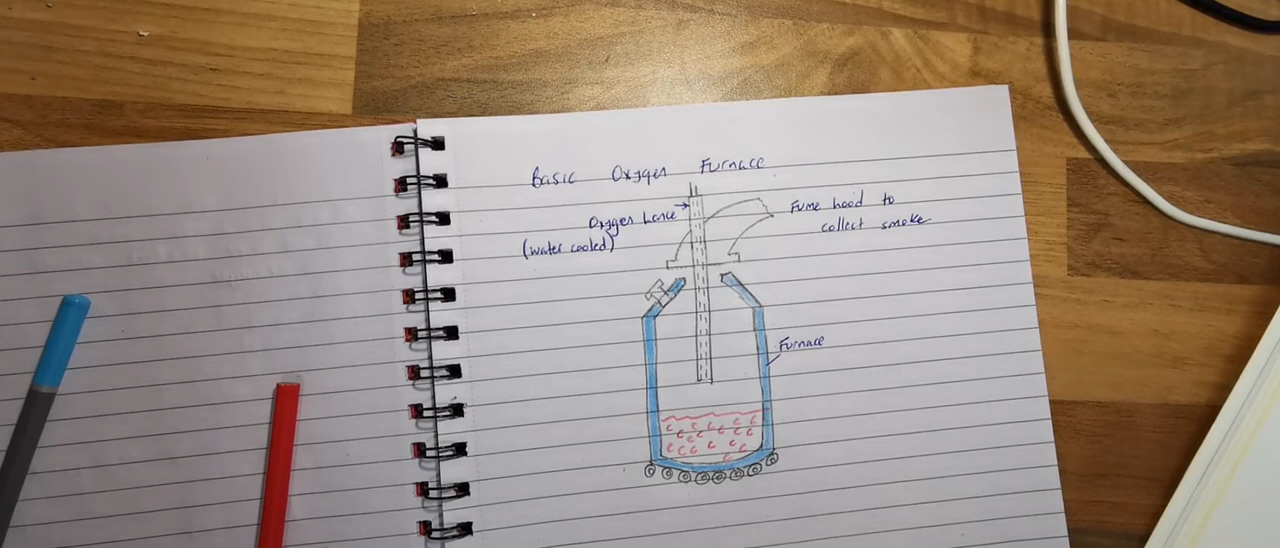 Basic Oxygen Furnace
Oxygen Lance
(water cooled)
Fume hood to
collect smoke
Furnace